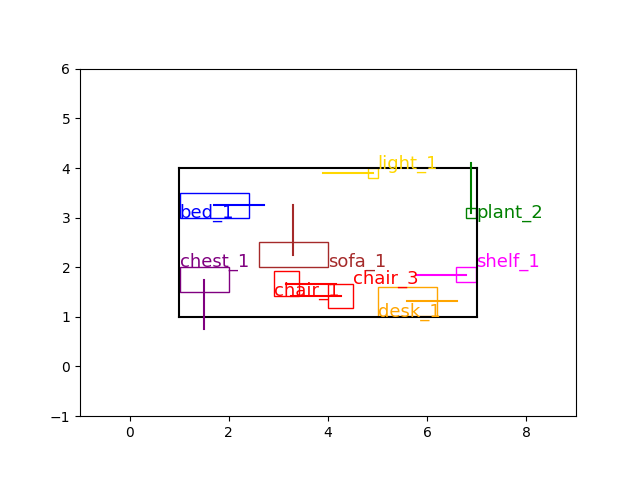 6
5
4
3
2
1
0
−1
light_1
bed_1
plant_2
chest_1
sofa_1
shelf_1
chair_3
chair_1
desk_1
0
2
4
6
8